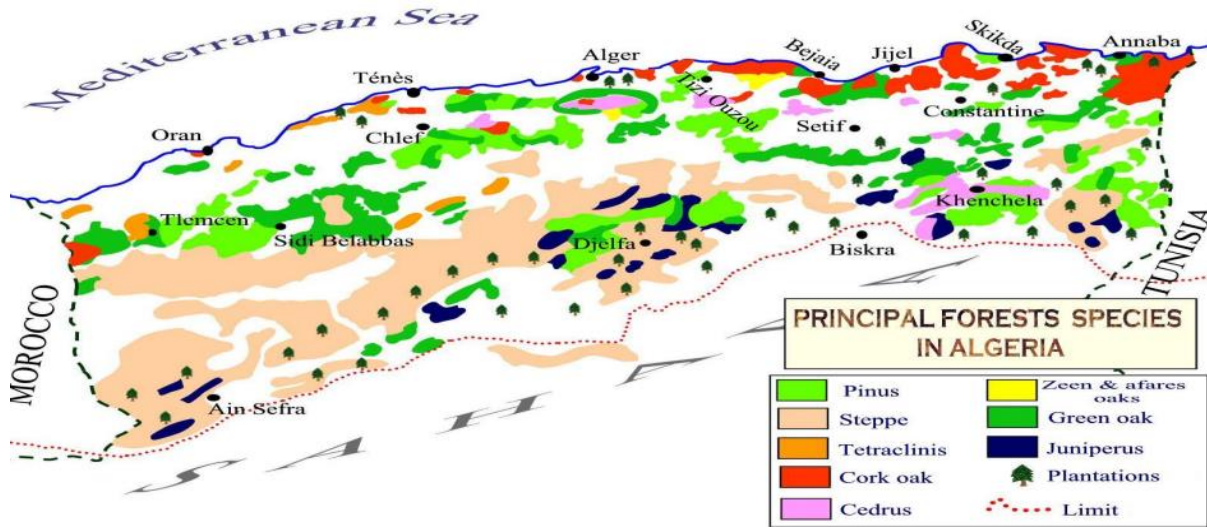 Mediterranean Sea
Skikda
Annaba
Jijel
Bejaia
Alger
Ténès
Tizi Ouzou
Constantine
Oran
Chlef
Setif
Tlemcen
Sidi Belabbas
Khenchela
Djelfa
Biskra
MOROCCO
TUNISIA
Ain Sefra
S A H A R A
PRINCIPAL FORESTS SPECIES
IN ALGERIA
Pinus
Steppe
Tetraclinis
Cork oak
Cedrus
Zeen & afares
oaks
Green oak
Juniperus
Plantations
Limit